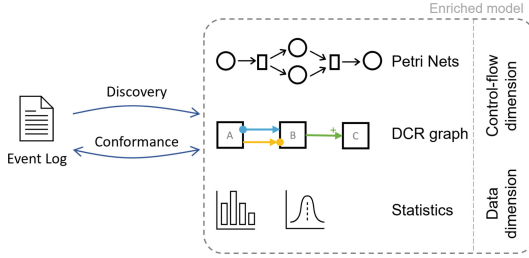 Enriched model
Discovery
Conformance
Event Log
Petri Nets
A
B
C
+
DCR graph
Statistics
Control-flow
dimension
Data
dimension